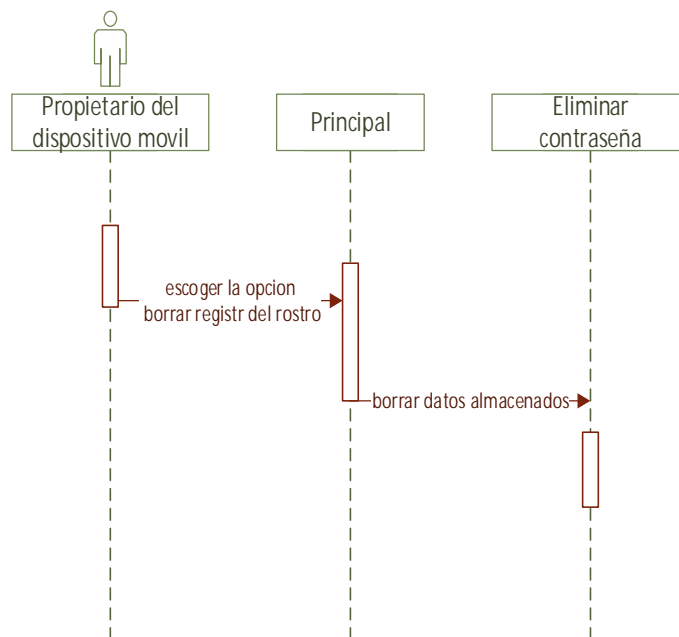 Propietario del
dispositivo movil
Principal
Eliminar
contraseña
escoger la opcion
borrar registr del rostro
borrar datos almacenados